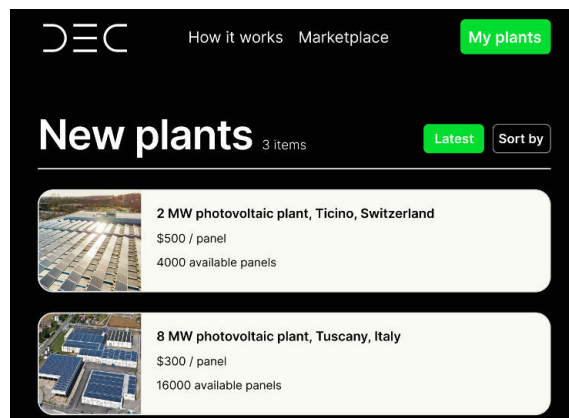 DEC
How it works Marketplace My plants
New plants 3 items Latest Sort by
2 MW photovoltaic plant, Ticino, Switzerland
$500 / panel
4000 available panels
8 MW photovoltaic plant, Tuscany, Italy
$300 / panel
16000 available panels